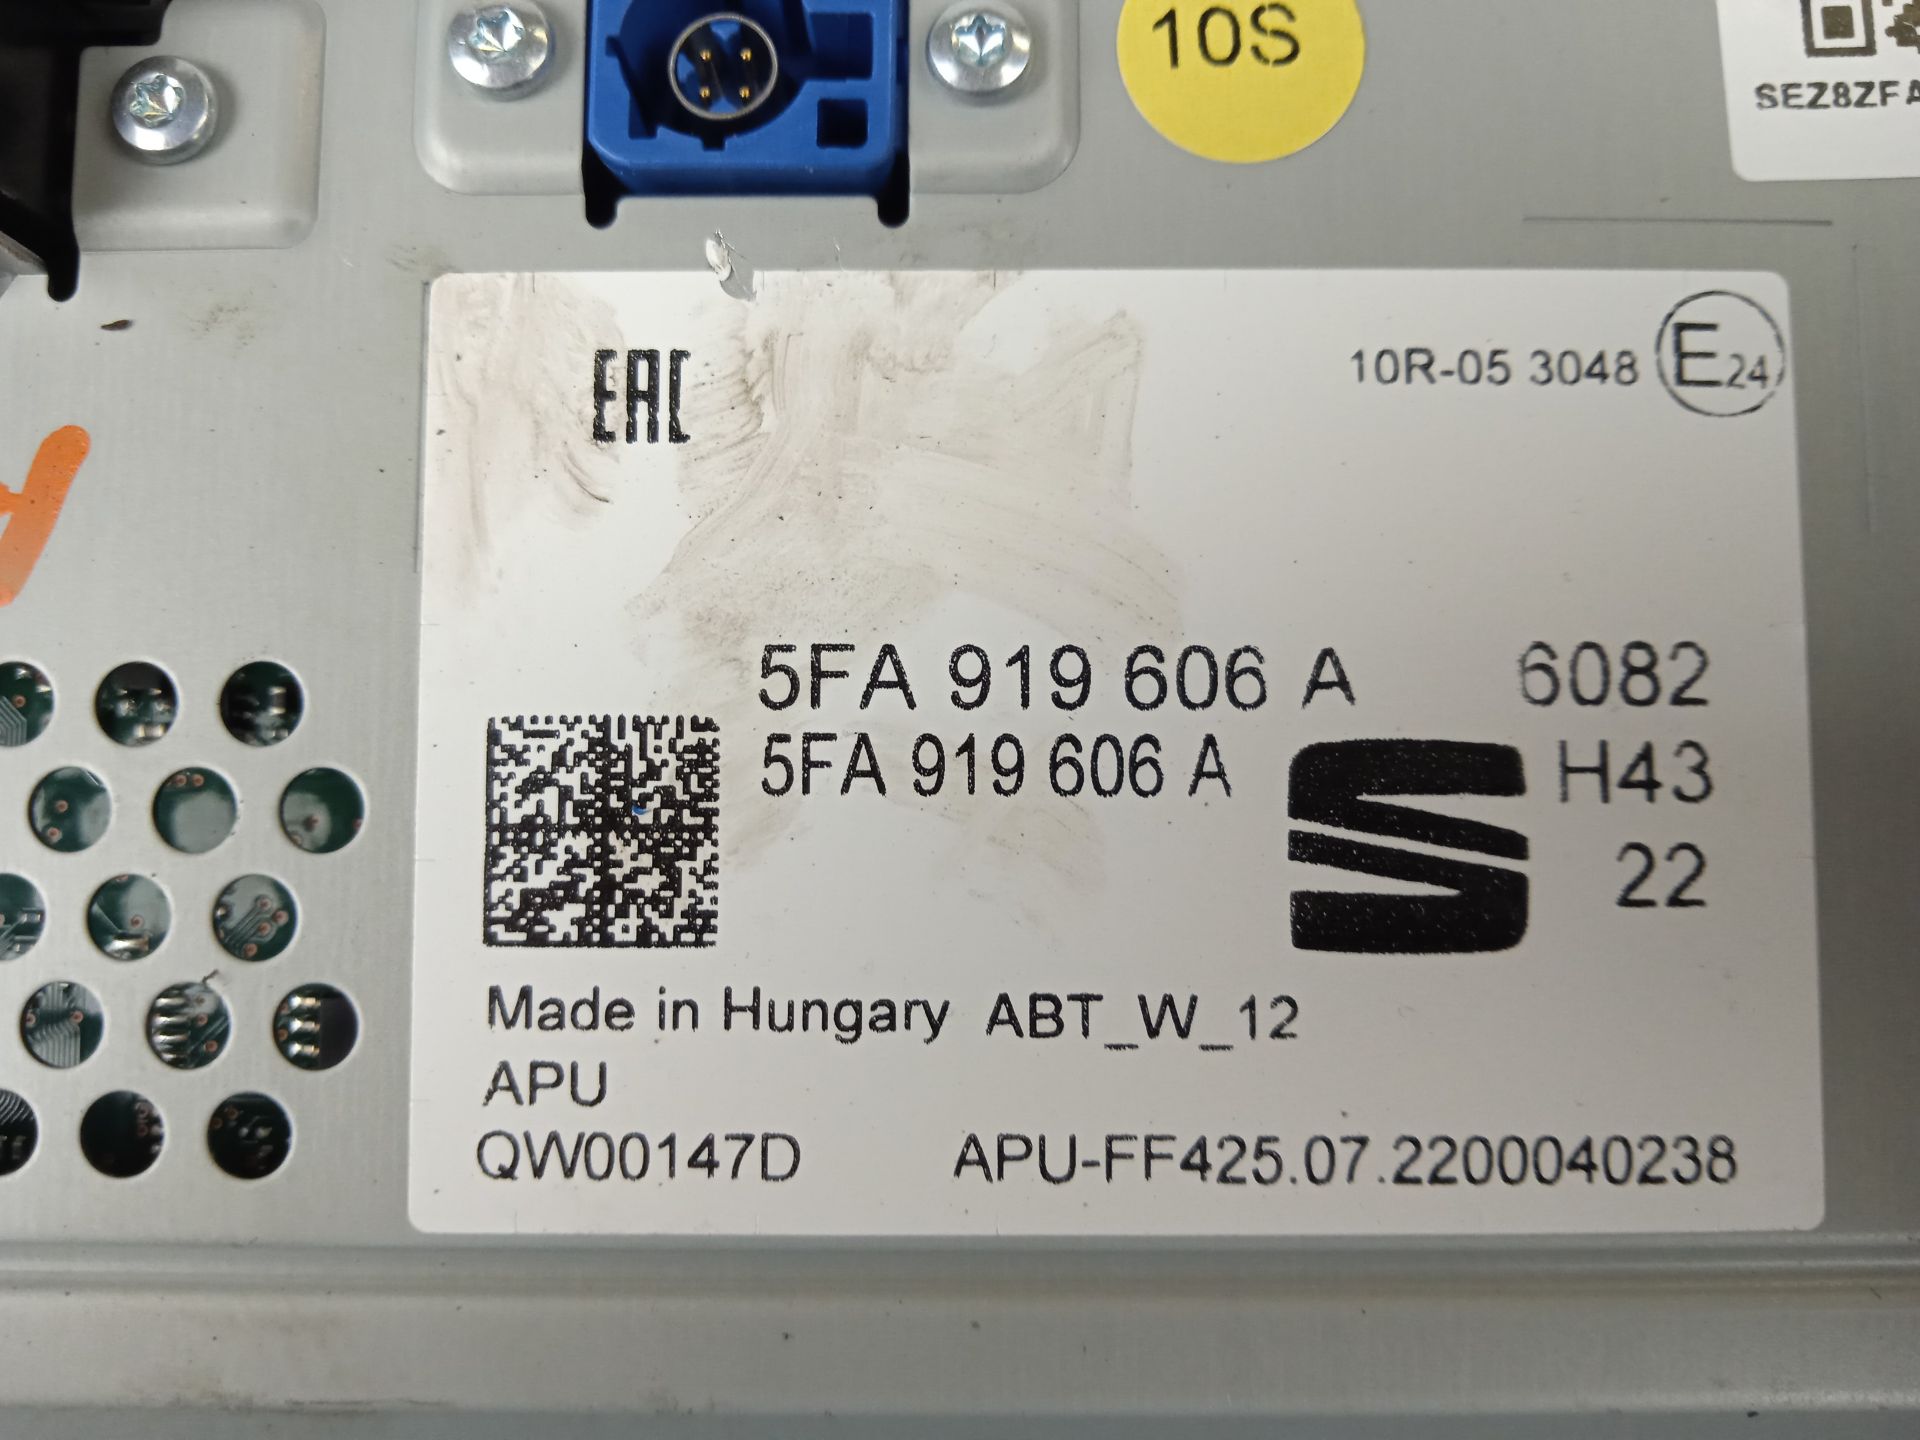 10S
SEZ8ZFA
EAC
10R-05 3048 E24
5FA 919 606 A 6082
5FA 919 606 A H43
22
Made in Hungary ABT_W_12
APU
QW00147D APU-FF425.07.2200040238